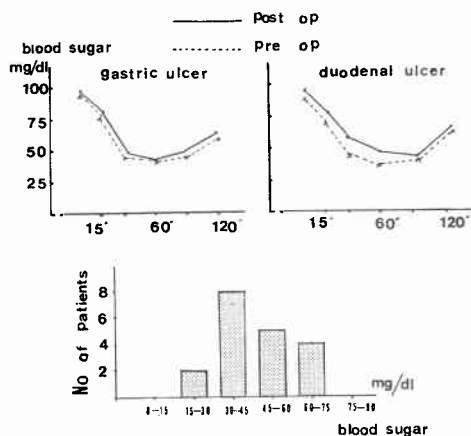 post op
pre op
blood sugar
mg/dl
gastric ulcer
duodenal ulcer
100
75
50
25
15' 60' 120'
15' 60' 120'
No of patients
8
6
4
2
mg/dl
15—30 30—45 45—60 60—75
blood sugar